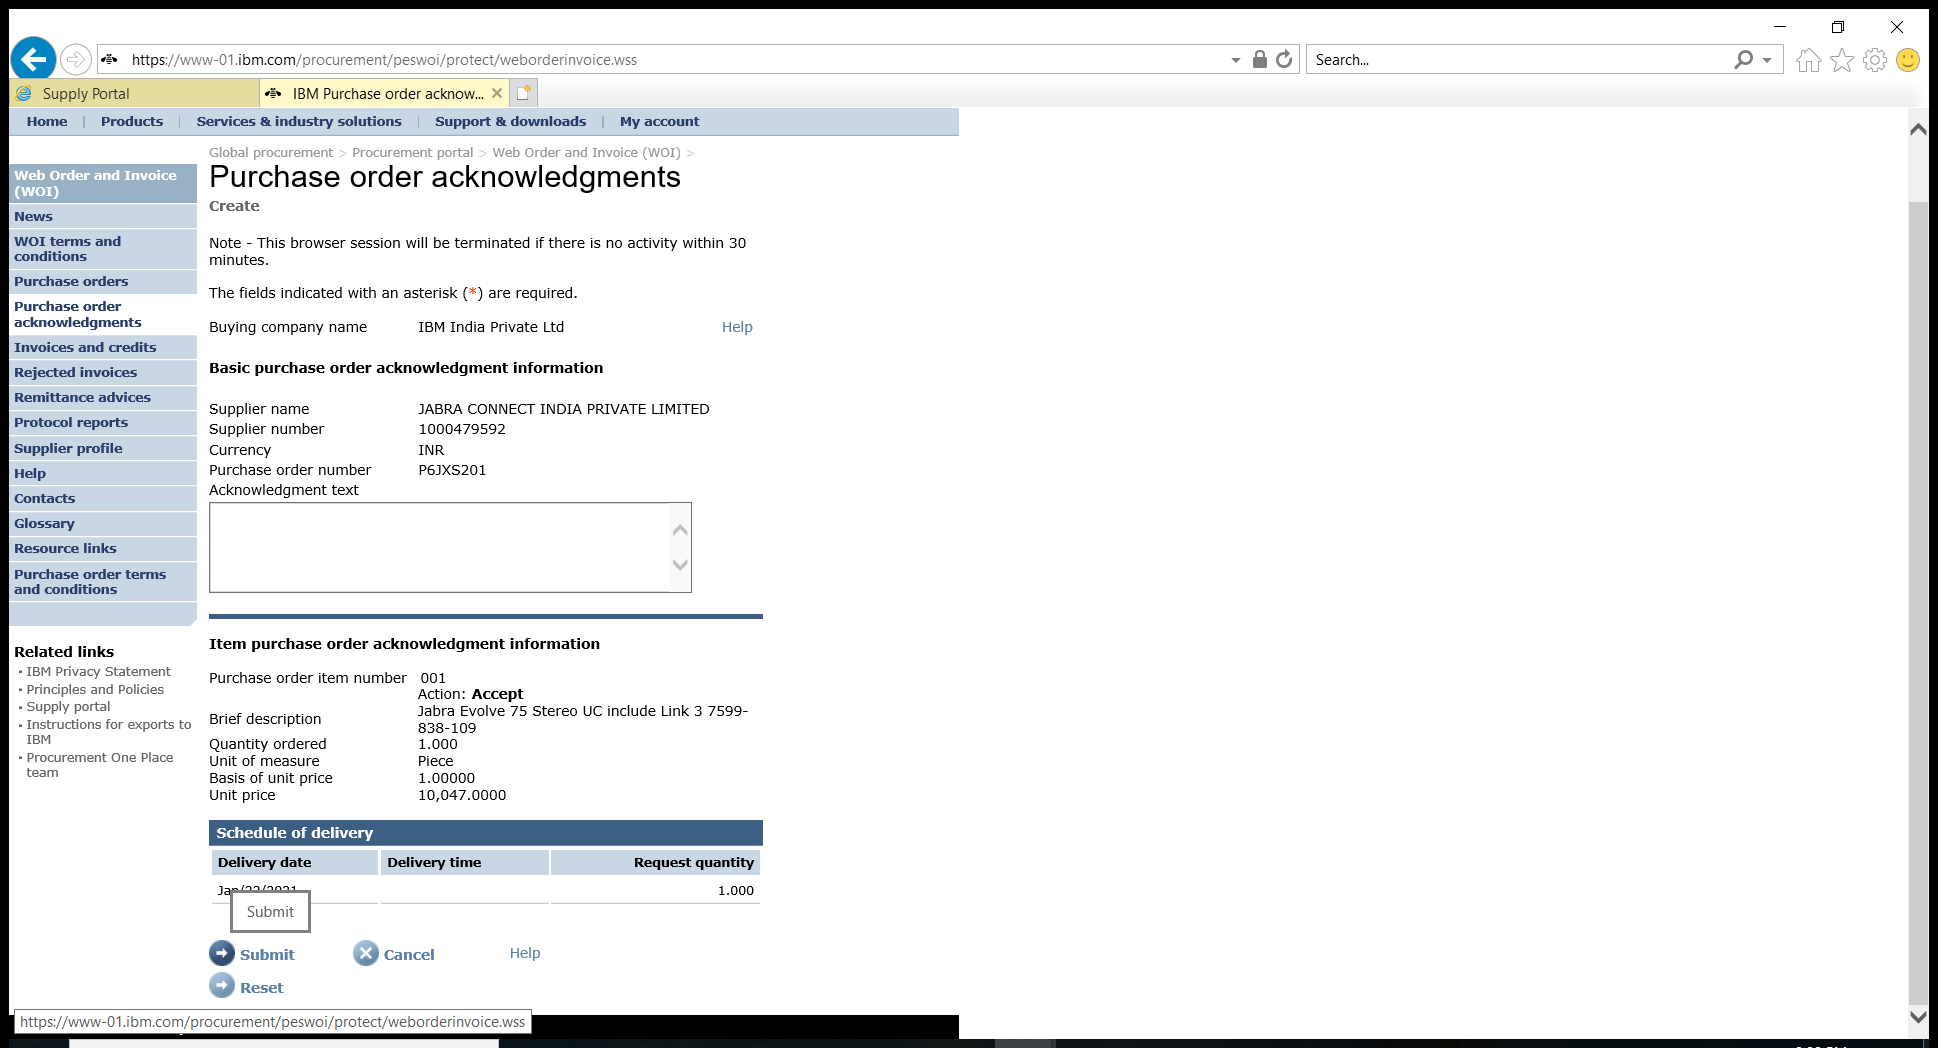 https://www-01.ibm.com/procurement/peswoi/protect/weborderinvoice.wss
Search...
Supply Portal
IBM Purchase order acknow...
Home
Products
Services & industry solutions
Support & downloads
My account
Global procurement > Procurement portal > Web Order and Invoice (WOI) >
Purchase order acknowledgments
Create
Web Order and Invoice
(WOI)
News
WOI terms and
conditions
Purchase orders
Purchase order
acknowledgments
Invoices and credits
Rejected invoices
Remittance advices
Protocol reports
Supplier profile
Help
Contacts
Glossary
Resource links
Purchase order terms
and conditions
Related links
IBM Privacy Statement
Principles and Policies
Supply portal
Instructions for exports to
IBM
Procurement One Place
team
Note - This browser session will be terminated if there is no activity within 30
minutes.
The fields indicated with an asterisk (*) are required.
Buying company name IBM India Private Ltd Help
Basic purchase order acknowledgment information
Supplier name JABRA CONNECT INDIA PRIVATE LIMITED
Supplier number 1000479592
Currency INR
Purchase order number P6JXS201
Acknowledgment text
Item purchase order acknowledgment information
Purchase order item number 001
Action: Accept
Brief description Jabra Evolve 75 Stereo UC include Link 3 7599-
838-109
Quantity ordered 1.000
Unit of measure Piece
Basis of unit price 1.00000
Unit price 10,047.0000
Schedule of delivery
Delivery date Delivery time Request quantity
Jan/22/2021 1.000
Submit
Submit Cancel Help
Reset
https://www-01.ibm.com/procurement/peswoi/protect/weborderinvoice.wss